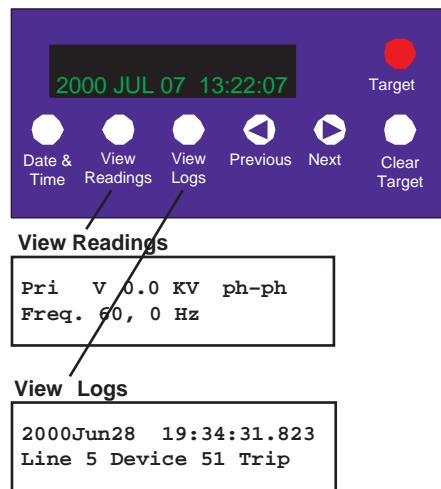 2000 JUL 07 13:22:07
Target
Date & Time
View Readings
View Logs
Previous
Next
Clear Target
View Readings
Pri V 0.0 KV ph-ph
Freq. 60, 0 Hz
View Logs
2000Jun28 19:34:31.823
Line 5 Device 51 Trip